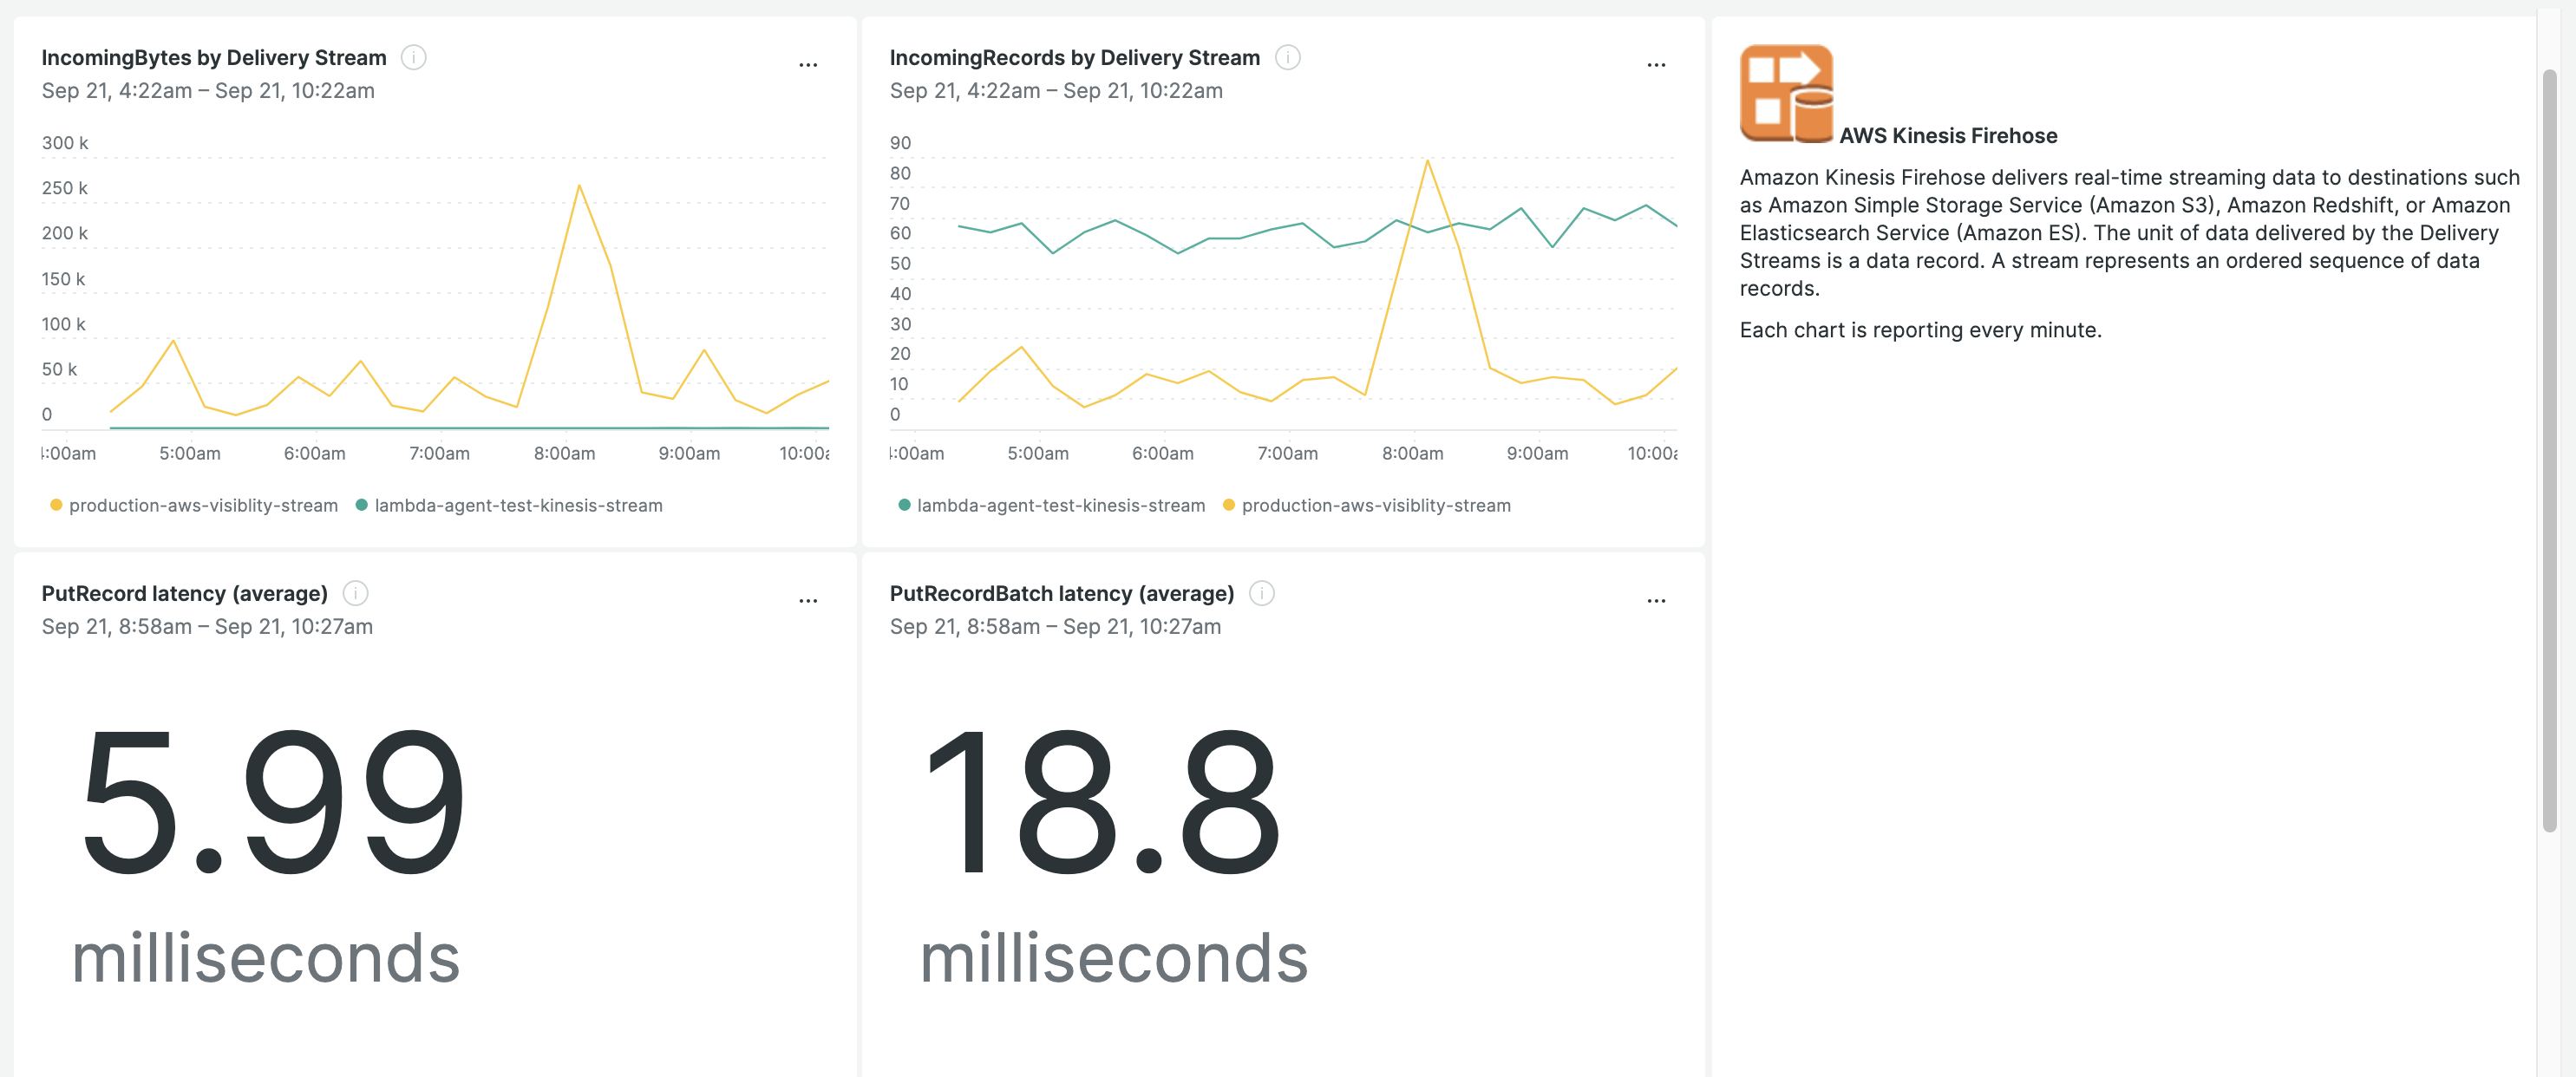 IncomingBytes by Delivery Stream
Sep 21, 4:22am – Sep 21, 10:22am
300 k
250 k
200 k
150 k
100 k
50 k
0
:00am
5:00am
6:00am
7:00am
8:00am
9:00am
10:00a
production-aws-visiblity-stream
lambda-agent-test-kinesis-stream
IncomingRecords by Delivery Stream
Sep 21, 4:22am – Sep 21, 10:22am
90
80
70
60
50
40
30
20
10
0
:00am
5:00am
6:00am
7:00am
8:00am
9:00am
10:00a
lambda-agent-test-kinesis-stream
production-aws-visiblity-stream
AWS Kinesis Firehose
Amazon Kinesis Firehose delivers real-time streaming data to destinations such
as Amazon Simple Storage Service (Amazon S3), Amazon Redshift, or Amazon
Elasticsearch Service (Amazon ES). The unit of data delivered by the Delivery
Streams is a data record. A stream represents an ordered sequence of data
records.
Each chart is reporting every minute.
PutRecord latency (average)
Sep 21, 8:58am – Sep 21, 10:27am
5.99
milliseconds
PutRecordBatch latency (average)
Sep 21, 8:58am – Sep 21, 10:27am
18.8
milliseconds